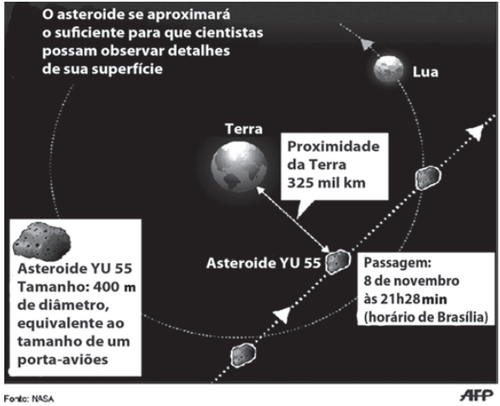 O asteroide se aproximará
o suficiente para que cientistas
possam observar detalhes
de sua superfície
Lua
Terra
Proximidade
da Terra
325 mil km
Asteroide YU 55
Passagem:
8 de novembro
às 21h28min
(horário de Brasília)
Asteroide YU 55
Tamanho: 400 m
de diâmetro,
equivalente ao
tamanho de um
porta-aviões
Fonte: NASA
AFP